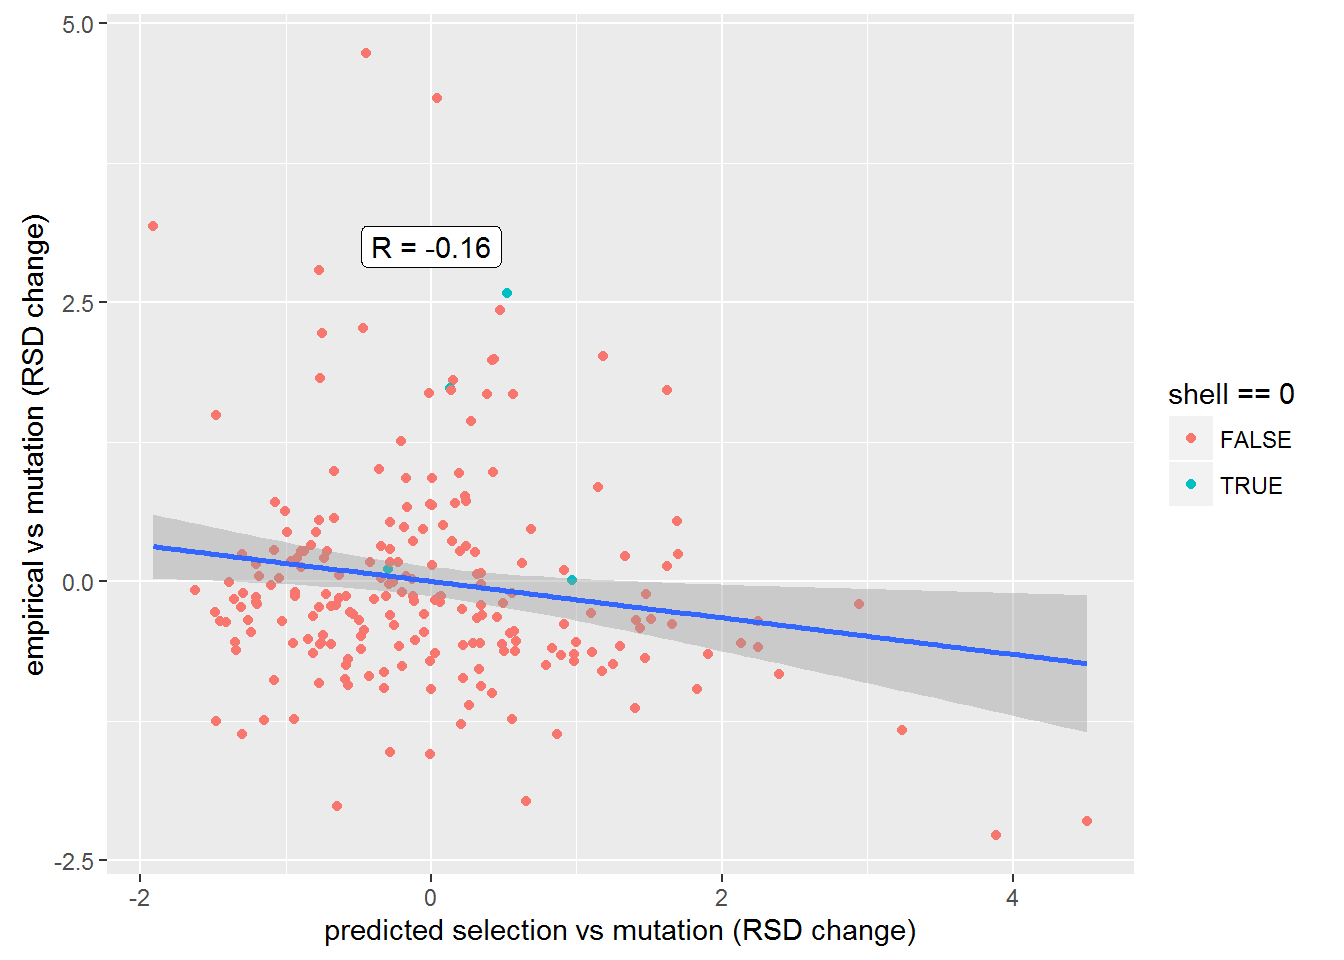 5.0
2.5
0.0
-2.5
-2
0
2
4
empirical vs mutation (RSD change)
predicted selection vs mutation (RSD change)
R = -0.16
shell == 0
FALSE
TRUE